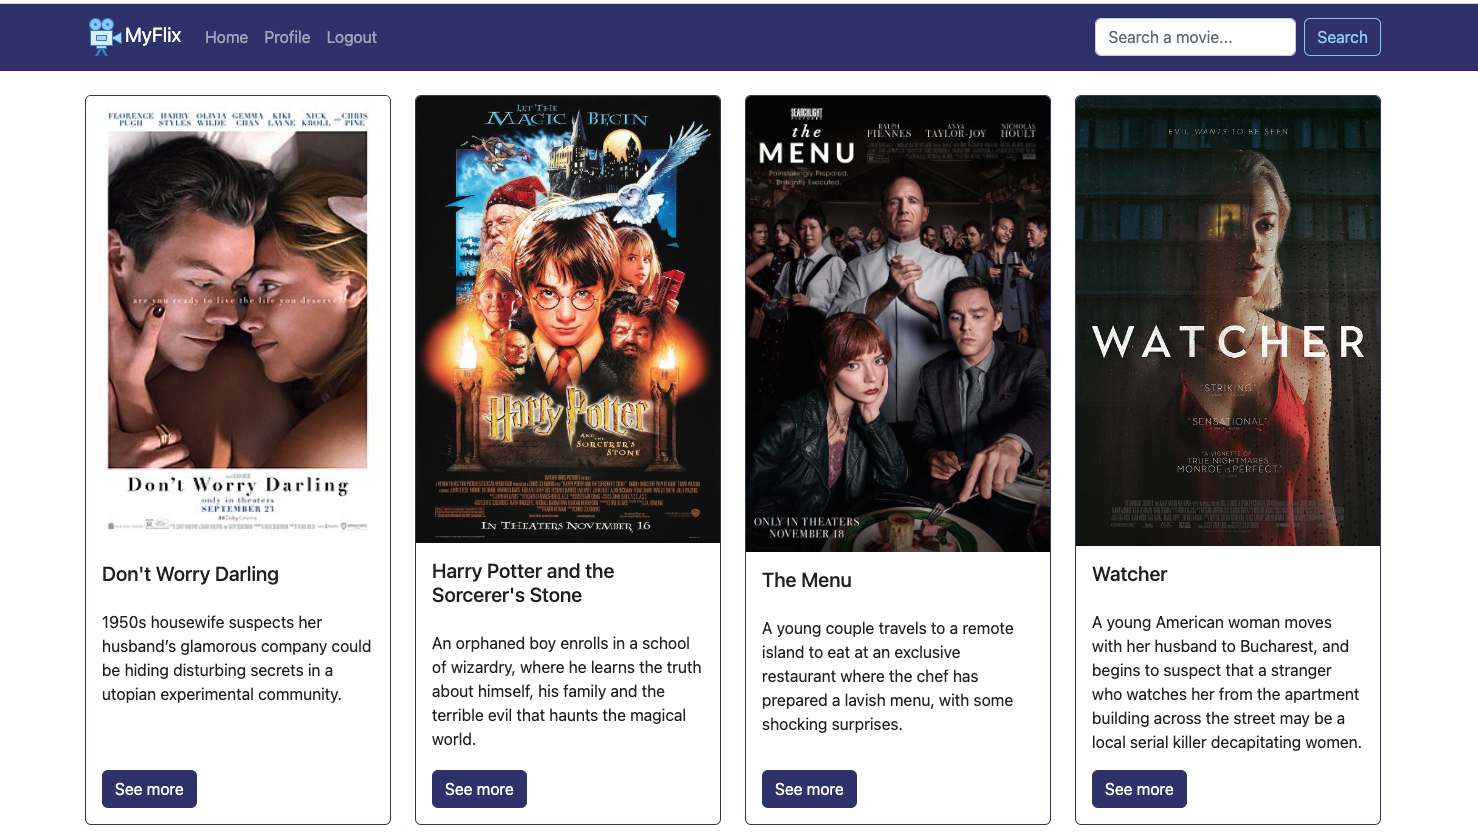 MyFlix
Home
Profile
Logout
Search a movie...
Search
FLORENCE PUGH HARRY STYLES OLIVIA WILDE GEMMA CHAN KIKI LAYNE NICK KROLL AND CHRIS PINE
are you ready to live the life you deserve?
Don't Worry Darling
only in theaters
SEPTEMBER 23
Don't Worry Darling
1950s housewife suspects her
husband’s glamorous company could
be hiding disturbing secrets in a
utopian experimental community.
See more
LET THE
MAGIC BEGIN
Harry Potter
AND THE
SORCERER'S
STONE
IN THEATERS NOVEMBER 16
Harry Potter and the
Sorcerer's Stone
An orphaned boy enrolls in a school
of wizardry, where he learns the truth
about himself, his family and the
terrible evil that haunts the magical
world.
See more
SEARCHLIGHT
PICTURES
the
MENU
RALPH FIENNES ANYA TAYLOR-JOY NICHOLAS HOULT
Painstakingly Prepared.
Brilliantly Executed.
ONLY IN THEATERS
NOVEMBER 18
The Menu
A young couple travels to a remote
island to eat at an exclusive
restaurant where the chef has
prepared a lavish menu, with some
shocking surprises.
See more
EVIL WANTS TO BE SEEN
WATCHER
"STRIKING"
"SENSATIONAL"
"A VIGNETTE OF
TRUE NIGHTMARES.
MONROE IS PERFECT."
Watcher
A young American woman moves
with her husband to Bucharest, and
begins to suspect that a stranger
who watches her from the apartment
building across the street may be a
local serial killer decapitating women.
See more